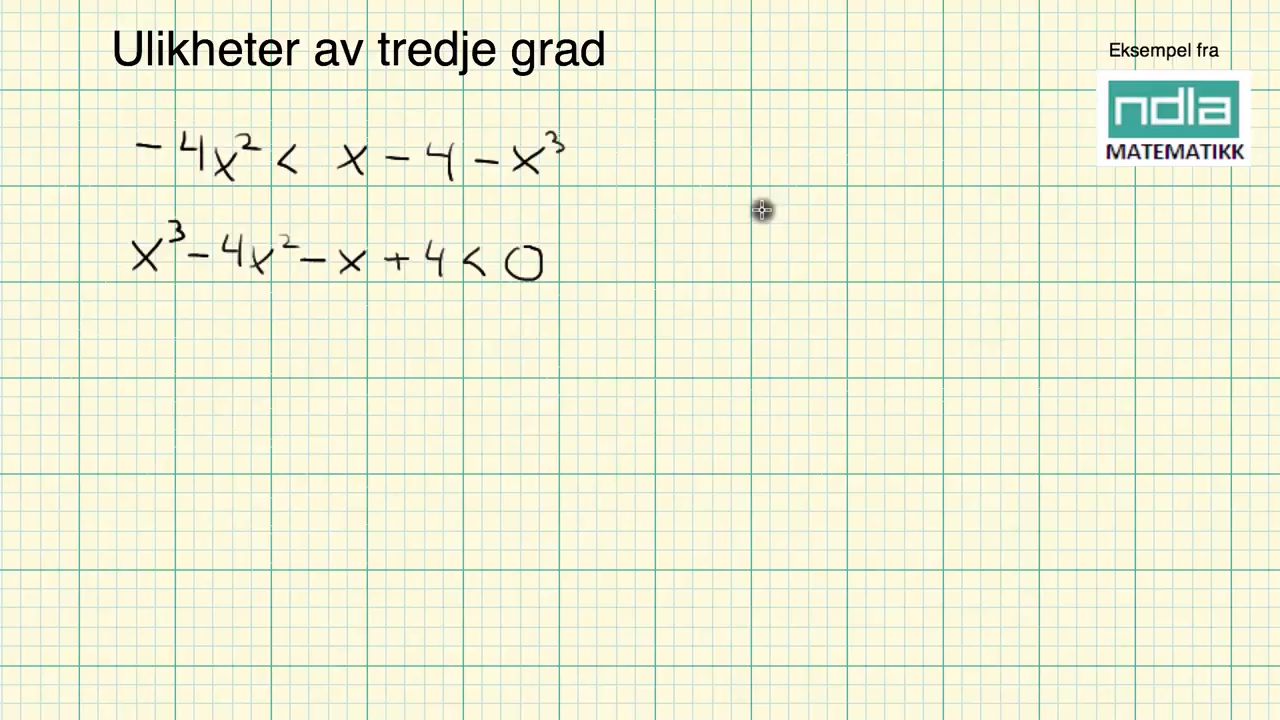 Ulikheter av tredje grad
Eksempel fra
ndla
MATEMATIKK
-4x² < x - 4 - x³
x³ - 4x² - x + 4 < 0